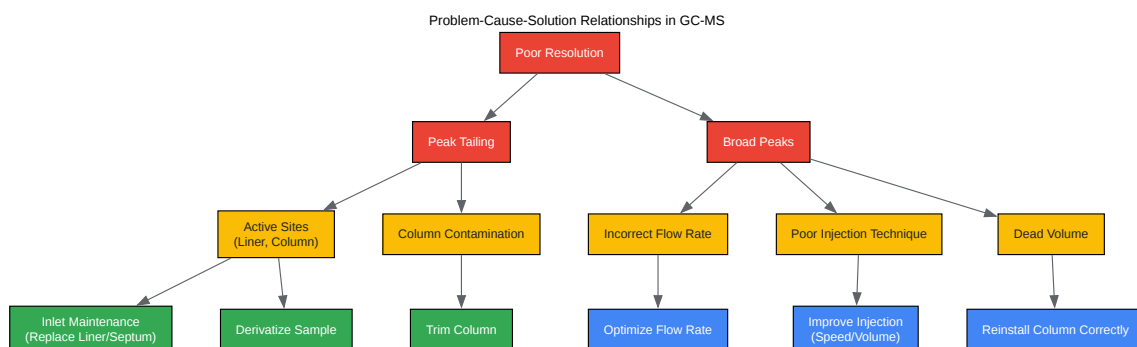 Problem-Cause-Solution Relationships in GC-MS
Poor Resolution
Peak Tailing
Broad Peaks
Active Sites
(Liner, Column)
Column Contamination
Incorrect Flow Rate
Poor Injection Technique
Dead Volume
Inlet Maintenance
(Replace Liner/Septum)
Derivatize Sample
Trim Column
Optimize Flow Rate
Improve Injection
(Speed/Volume)
Reinstall Column Correctly